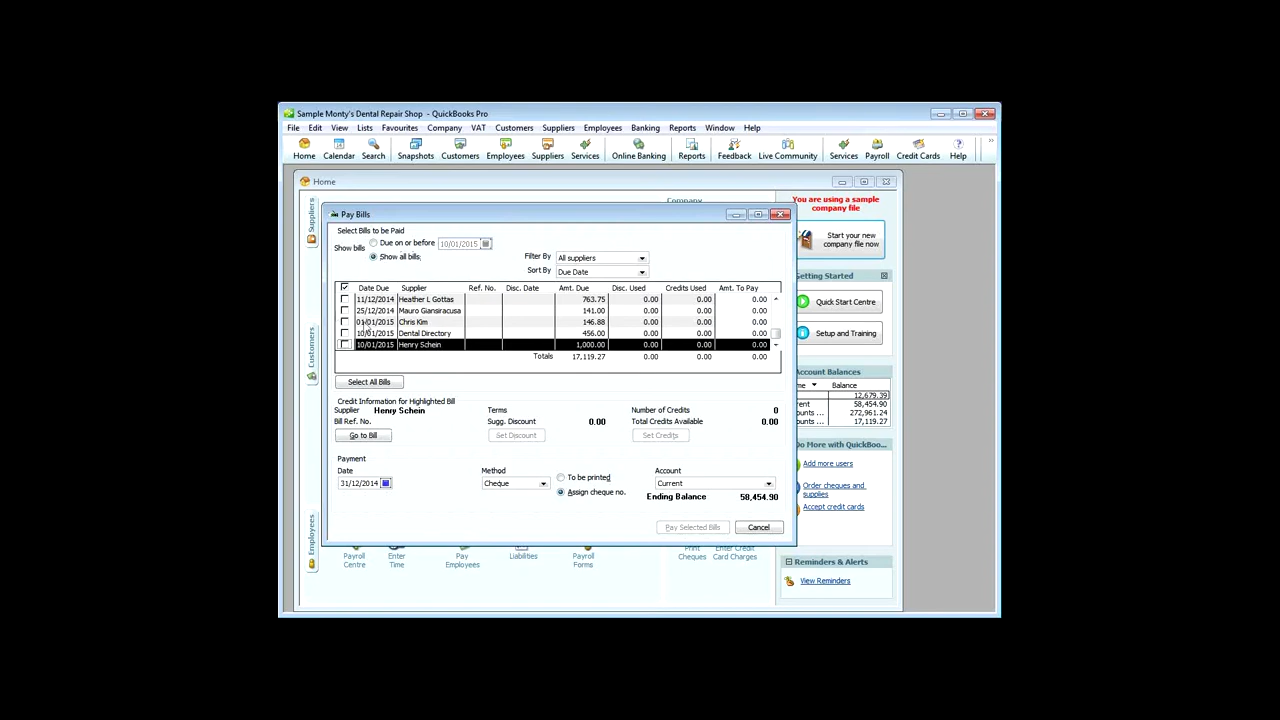 Sample Monty's Dental Repair Shop - QuickBooks Pro
File Edit View Lists Favourites Company VAT Customers Suppliers Employees Banking Reports Window Help
Home Calendar Search Snapshots Customers Employees Suppliers Services Online Banking Reports Feedback Live Community Services Payroll Credit Cards Help
Home
Suppliers
Customers
Employees
Company
You are using a sample
company file
Start your new
company file now
Pay Bills
Select Bills to be Paid
Show bills
Due on or before 10/01/2015
Show all bills.
Filter By All suppliers
Sort By Due Date
Date Due Supplier Ref. No. Disc. Date Amt. Due Disc. Used Credits Used Amt. To Pay
11/12/2014 Heather L Gottas 763.75 0.00 0.00 0.00
25/12/2014 Mauro Giansiracusa 141.00 0.00 0.00 0.00
01/01/2015 Chris Kim 146.88 0.00 0.00 0.00
10/01/2015 Dental Directory 456.00 0.00 0.00 0.00
10/01/2015 Henry Schein 1,000.00 0.00 0.00 0.00
Totals 17,119.27 0.00 0.00 0.00
Select All Bills
Credit Information for Highlighted Bill
Supplier Henry Schein Terms Number of Credits 0
Bill Ref. No. Sugg. Discount 0.00 Total Credits Available 0.00
Go to Bill Set Discount Set Credits
Payment
Date Method To be printed Account
31/12/2014 Cheque Assign cheque no. Current
Ending Balance 58,454.90
Pay Selected Bills Cancel
Getting Started
Quick Start Centre
Setup and Training
Account Balances
me Balance
12,679.39
rent 58,454.90
ounts ... 272,961.24
ounts ... 17,119.27
Do More with QuickBoo...
Add more users
Order cheques and
supplies
Accept credit cards
Reminders & Alerts
View Reminders
Payroll
Centre
Enter
Time
Pay
Employees
Liabilities
Payroll
Forms
Print
Cheques
Enter Credit
Card Charges